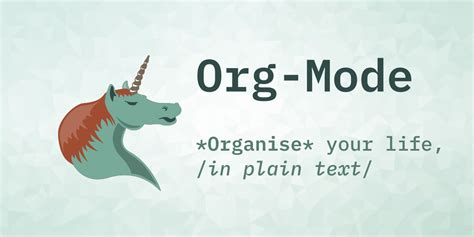 Org-Mode
*Organise* your life,
/in plain text/